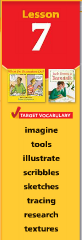 Lesson
7
TARGET VOCABULARY
imagine
tools
illustrate
scribbles
sketches
tracing
research
textures